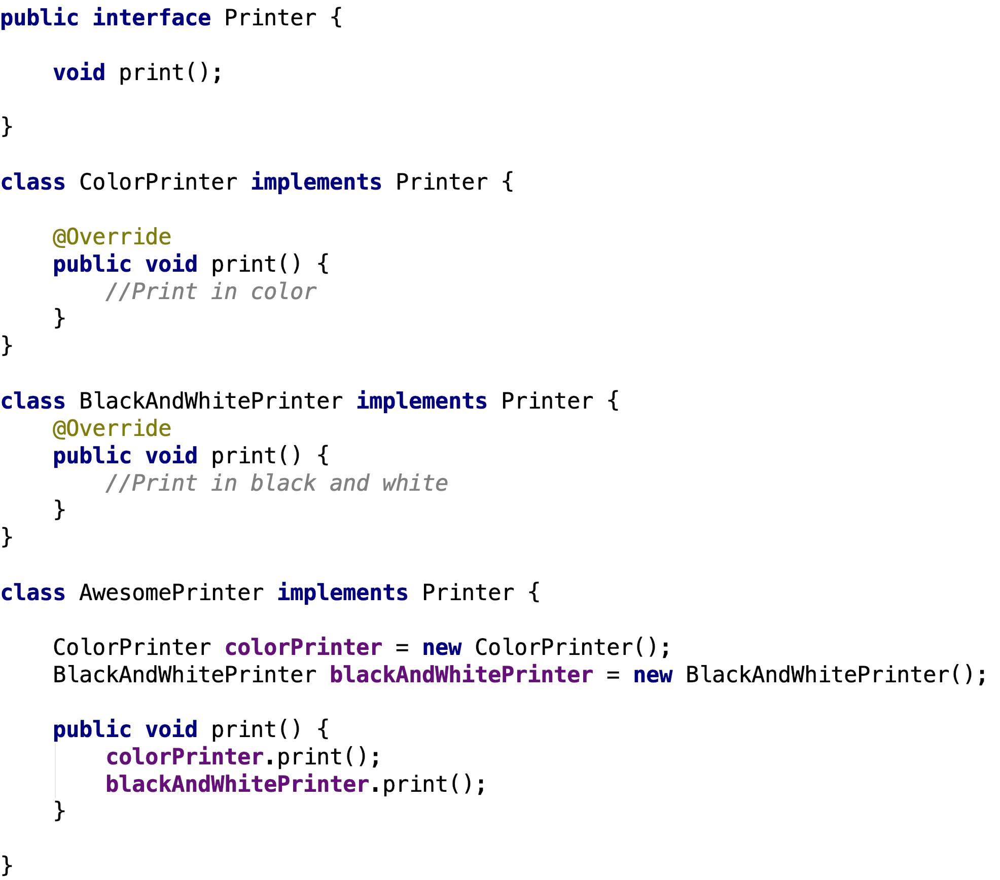 public interface Printer {
    void print();
}
class ColorPrinter implements Printer {
    @Override
    public void print() {
        //Print in color
    }
}
class BlackAndWhitePrinter implements Printer {
    @Override
    public void print() {
        //Print in black and white
    }
}
class AwesomePrinter implements Printer {
    ColorPrinter colorPrinter = new ColorPrinter();
    BlackAndWhitePrinter blackAndWhitePrinter = new BlackAndWhitePrinter();
    public void print() {
        colorPrinter.print();
        blackAndWhitePrinter.print();
    }
}